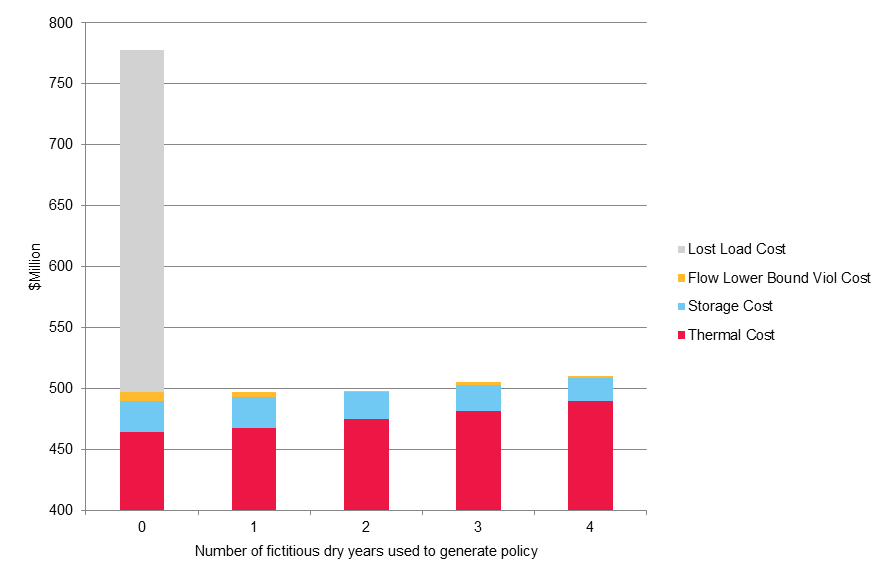 800
750
700
650
600
550
500
450
400
$Million
0 1 2 3 4
Number of fictitious dry years used to generate policy
Lost Load Cost
Flow Lower Bound Viol Cost
Storage Cost
Thermal Cost